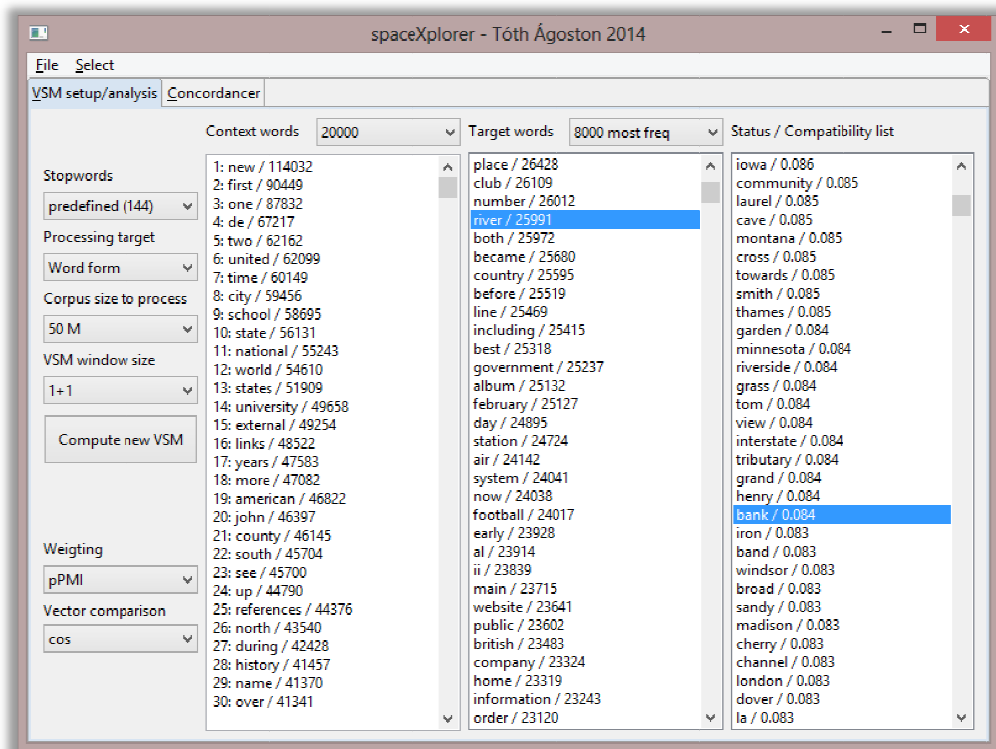 spaceXplorer - Tóth Ágoston 2014
File Select
VSM setup/analysis Concordancer
Context words 20000 Target words 8000 most freq Status / Compatibility list
Stopwords
predefined (144)
Processing target
Word form
Corpus size to process
50 M
VSM window size
1+1
Compute new VSM
Weigting
pPMI
Vector comparison
cos
1: new / 114032
2: first / 90449
3: one / 87832
4: de / 67217
5: two / 62162
6: united / 62099
7: time / 60149
8: city / 59456
9: school / 58695
10: state / 56131
11: national / 55243
12: world / 54610
13: states / 51909
14: university / 49658
15: external / 49254
16: links / 48522
17: years / 47583
18: more / 47082
19: american / 46822
20: john / 46397
21: county / 46145
22: south / 45704
23: see / 45700
24: up / 44790
25: references / 44376
26: north / 43540
27: during / 42428
28: history / 41457
29: name / 41370
30: over / 41341
place / 26428
club / 26109
number / 26012
river / 25991
both / 25972
became / 25680
country / 25595
before / 25519
line / 25469
including / 25415
best / 25318
government / 25237
album / 25132
february / 25127
day / 24895
station / 24724
air / 24142
system / 24041
now / 24038
football / 24017
early / 23928
al / 23914
ii / 23839
main / 23715
website / 23641
public / 23602
british / 23483
company / 23324
home / 23319
information / 23243
order / 23120
iowa / 0.086
community / 0.085
laurel / 0.085
cave / 0.085
montana / 0.085
cross / 0.085
towards / 0.085
smith / 0.085
thames / 0.085
garden / 0.084
minnesota / 0.084
riverside / 0.084
grass / 0.084
tom / 0.084
view / 0.084
interstate / 0.084
tributary / 0.084
grand / 0.084
henry / 0.084
bank / 0.084
iron / 0.083
band / 0.083
windsor / 0.083
broad / 0.083
sandy / 0.083
madison / 0.083
cherry / 0.083
channel / 0.083
london / 0.083
dover / 0.083
la / 0.083